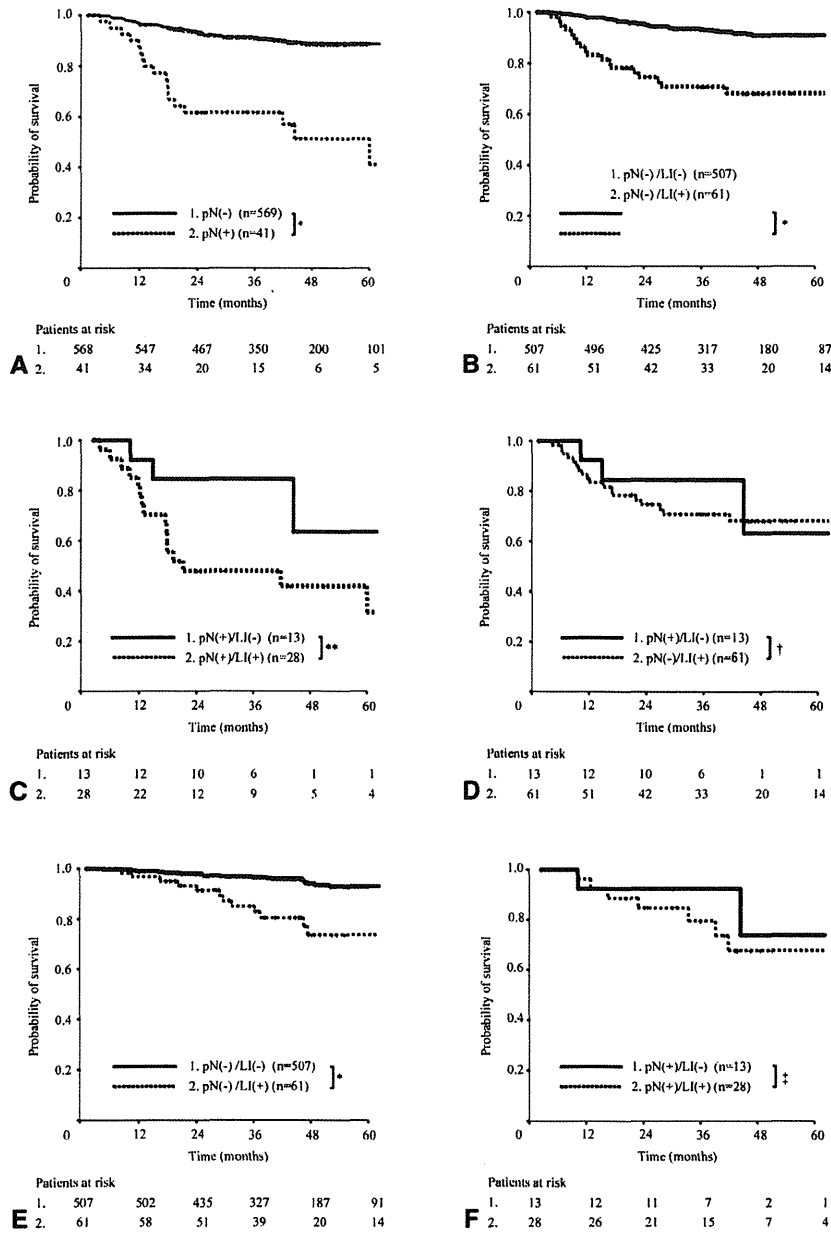 1.0
0.8
0.6
0.4
0.2
0
Probability of survival
1. pN(-) (n=569)
2. pN(+) (n=41)
]*
12 24 36 48 60
Time (months)
Patients at risk
1. 568 547 467 350 200 101
2. 41 34 20 15 6 5
A
1.0
0.8
0.6
0.4
0.2
0
Probability of survival
1. pN(-)/LI(-) (n=507)
2. pN(-)/LI(+) (n=61)
]*
12 24 36 48 60
Time (months)
Patients at risk
1. 507 496 425 317 180 87
2. 61 51 42 33 20 14
B
1.0
0.8
0.6
0.4
0.2
0
Probability of survival
1. pN(+)/LI(-) (n=13)
2. pN(+)/LI(+) (n=28)
]**
12 24 36 48 60
Time (months)
Patients at risk
1. 13 12 10 6 1 1
2. 28 22 12 9 5 4
C
1.0
0.8
0.6
0.4
0.2
0
Probability of survival
1. pN(+)/LI(-) (n=13)
2. pN(-)/LI(+) (n=61)
]†
12 24 36 48 60
Time (months)
Patients at risk
1. 13 12 10 6 1 1
2. 61 51 42 33 20 14
D
1.0
0.8
0.6
0.4
0.2
0
Probability of survival
1. pN(-)/LI(-) (n=507)
2. pN(-)/LI(+) (n=61)
]*
12 24 36 48 60
Time (months)
Patients at risk
1. 507 502 435 327 187 91
2. 61 58 51 39 20 14
E
1.0
0.8
0.6
0.4
0.2
0
Probability of survival
1. pN(+)/LI(-) (n=13)
2. pN(+)/LI(+) (n=28)
]‡
12 24 36 48 60
Time (months)
Patients at risk
1. 13 12 11 7 2 1
2. 28 26 21 15 7 4
F